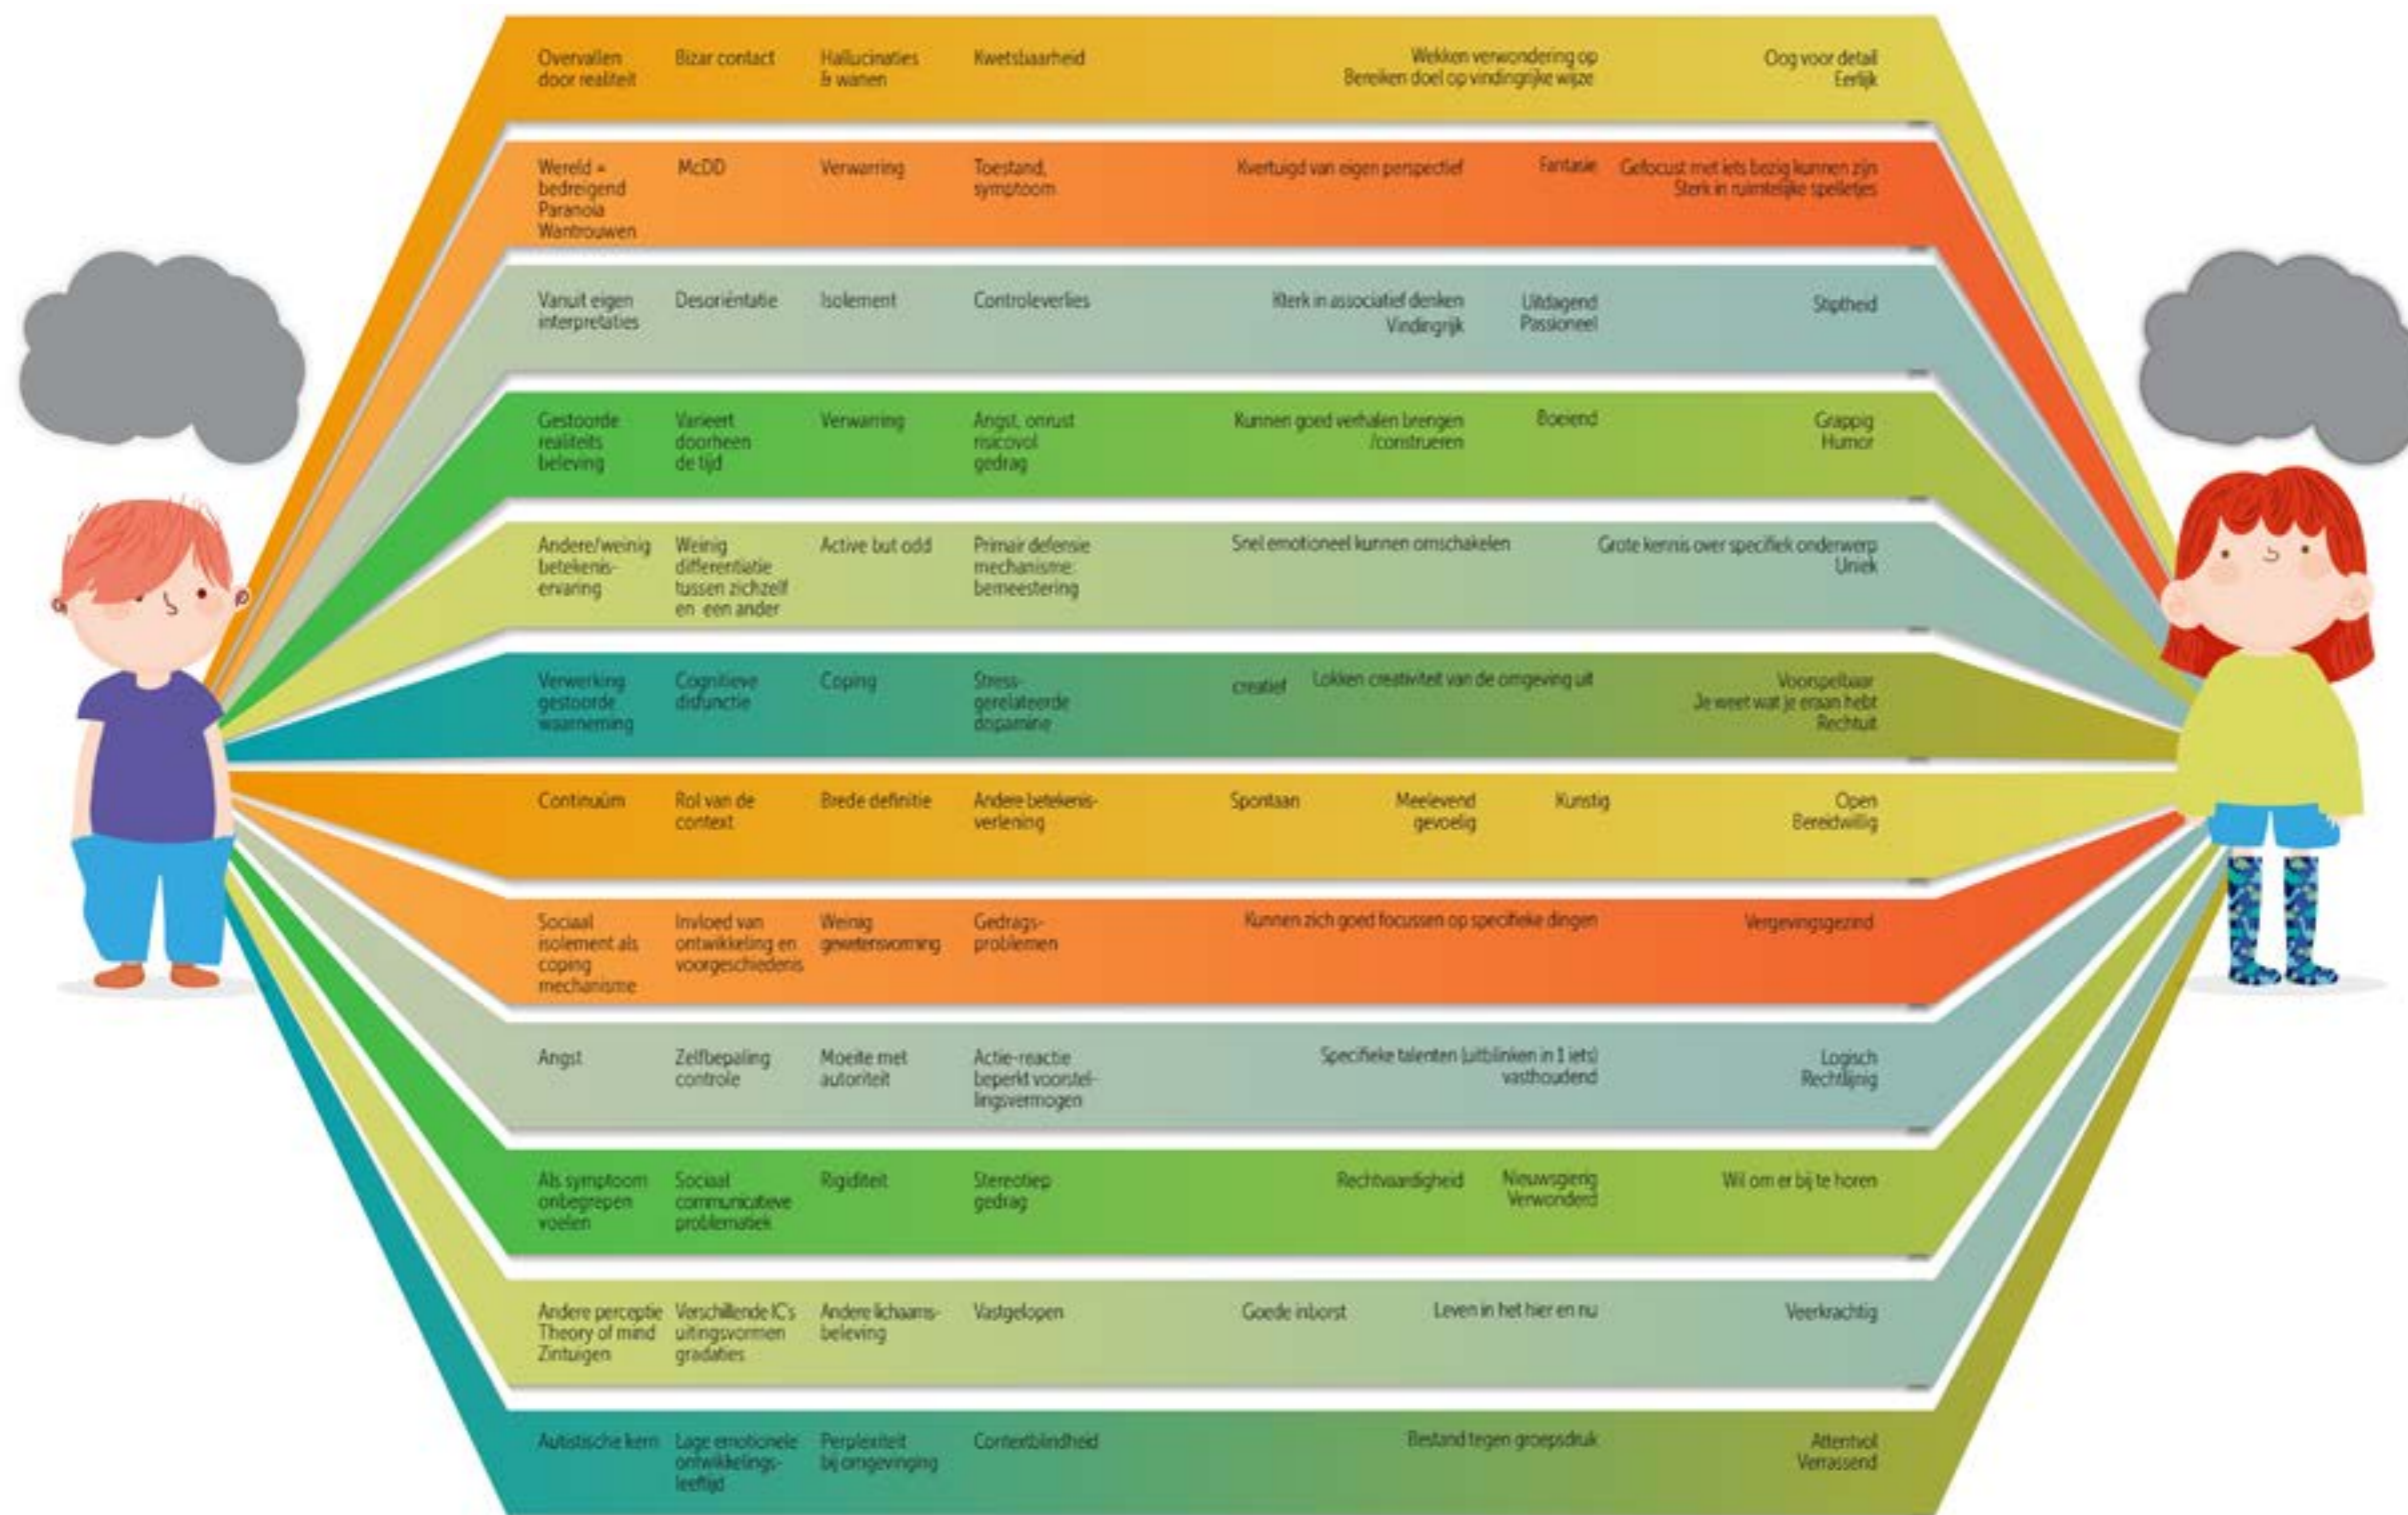 Overvallen
door realiteit
Bizar contact
Hallucinaties
& wanen
Kwetsbaarheid
Wekken verwondering op
Bereiken doel op vindingrijke wijze
Oog voor detail
Eerlijk
Wereld =
bedreigend
Paranoia
Wantrouwen
McDD
Verwarring
Toestand,
symptoom
Kvertuigd van eigen perspectief
Fantasie
Gefocust met iets bezig kunnen zijn
Sterk in ruimtelijke spelletjes
Vanuit eigen
interpretaties
Desoriëntatie
Isolement
Controleverlies
Kterk in associatief denken
Vindingrijk
Uitdagend
Passioneel
Stiptheid
Gestoorde
realiteits
beleving
Varieert
doorheen
de tijd
Verwarring
Angst, onrust
risicovol
gedrag
Kunnen goed verhalen brengen
/construeren
Boeiend
Grappig
Humor
Andere/weinig
betekenis-
ervaring
Weinig
differentiatie
tussen zichzelf
en een ander
Active but odd
Primair defensie
mechanisme:
bemeestering
Snel emotioneel kunnen omschakelen
Grote kennis over specifiek onderwerp
Uniek
Verwerking
gestoorde
waarneming
Cognitieve
disfunctie
Coping
Stress-
gerelateerde
dopamine
creatief
Lokken creativiteit van de omgeving uit
Voorspelbaar
Je weet wat je eraan hebt
Rechtuit
Continuüm
Rol van de
context
Brede definitie
Andere betekenis-
verlening
Spontaan
Meelevend
gevoelig
Kunstig
Open
Bereidwillig
Sociaal
isolement als
coping
mechanisme
Invloed van
ontwikkeling en
voorgeschiedenis
Weinig
gewetensvorming
Gedrags-
problemen
Kunnen zich goed focussen op specifieke dingen
Vergevingsgezind
Angst
Zelfbepaling
controle
Moeite met
autoriteit
Actie-reactie
beperkt voorstel-
lingsvermogen
Specifieke talenten (uitblinken in 1 iets)
vasthoudend
Logisch
Rechtlijnig
Als symptoom
onbegrepen
voelen
Sociaal
communicatieve
problematiek
Rigiditeit
Stereotiep
gedrag
Rechtvaardigheid
Nieuwsgierig
Verwonderd
Wil om er bij te horen
Andere perceptie
Theory of mind
Zintuigen
Verschillende IC's
uitingsvormen
gradaties
Andere lichaams-
beleving
Vastgelopen
Goede inborst
Leven in het hier en nu
Veerkrachtig
Autistische kern
Lage emotionele
ontwikkelings-
leeftijd
Perplexiteit
bij omgevinging
Contextblindheid
Bestand tegen groepsdruk
Attentvol
Verrassend